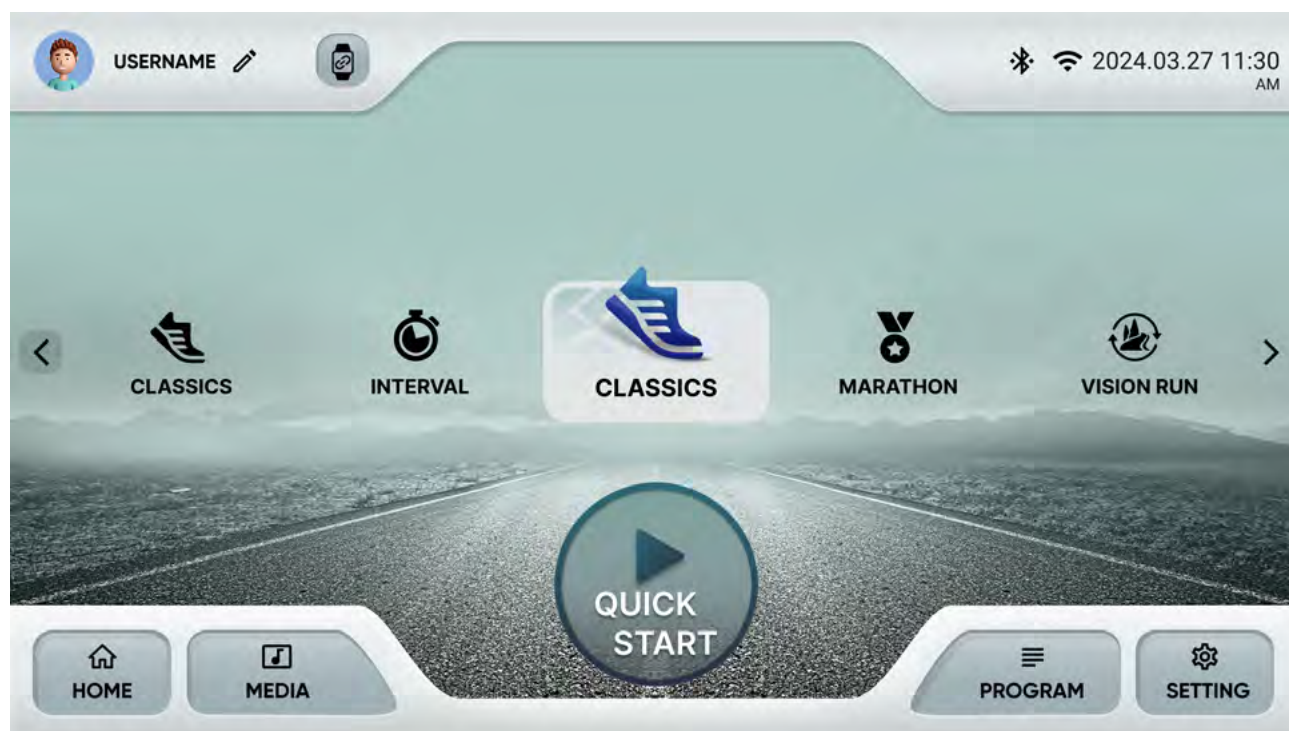 USERNAME
2024.03.27 11:30
AM
CLASSICS
INTERVAL
CLASSICS
MARATHON
VISION RUN
QUICK
START
HOME
MEDIA
PROGRAM
SETTING